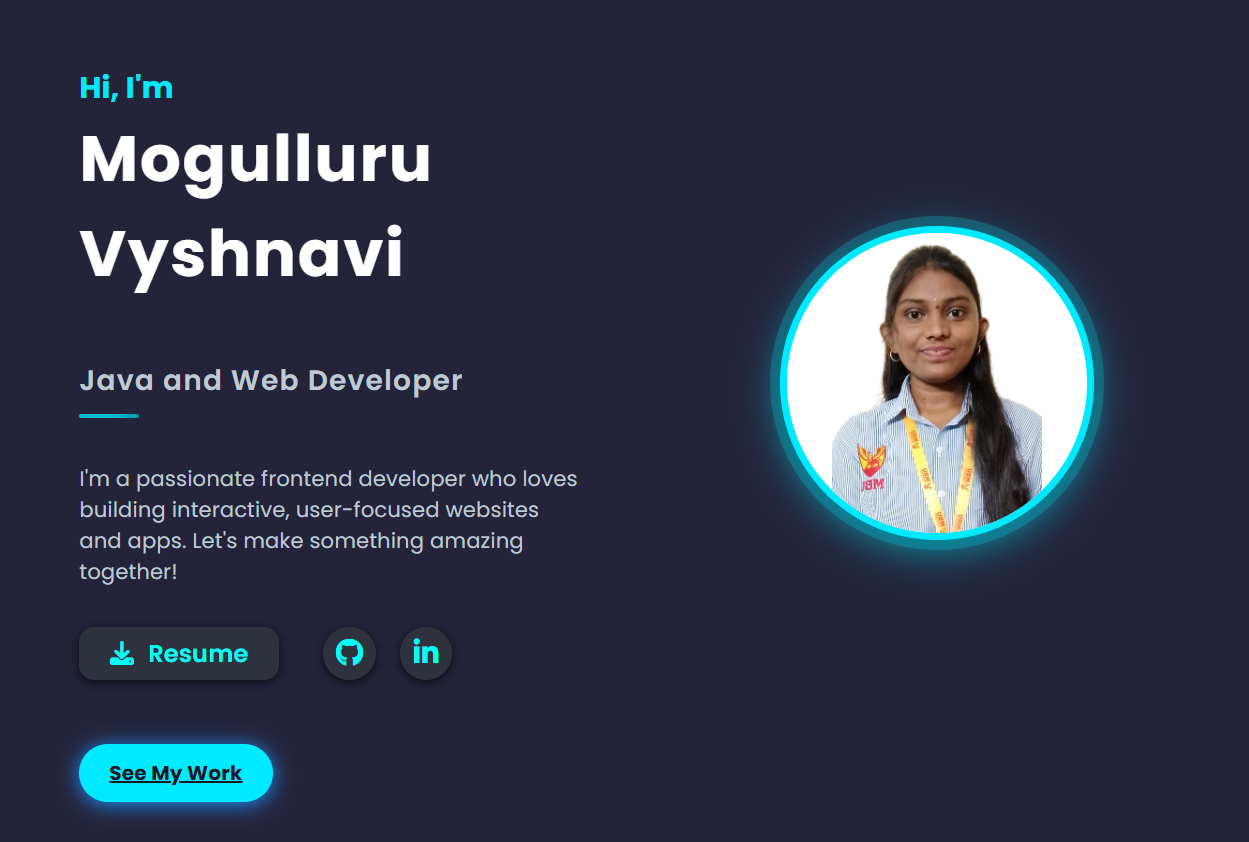 Hi, I'm
Mogulluru
Vyshnavi
Java and Web Developer
I'm a passionate frontend developer who loves
building interactive, user-focused websites
and apps. Let's make something amazing
together!
Resume
in
See My Work